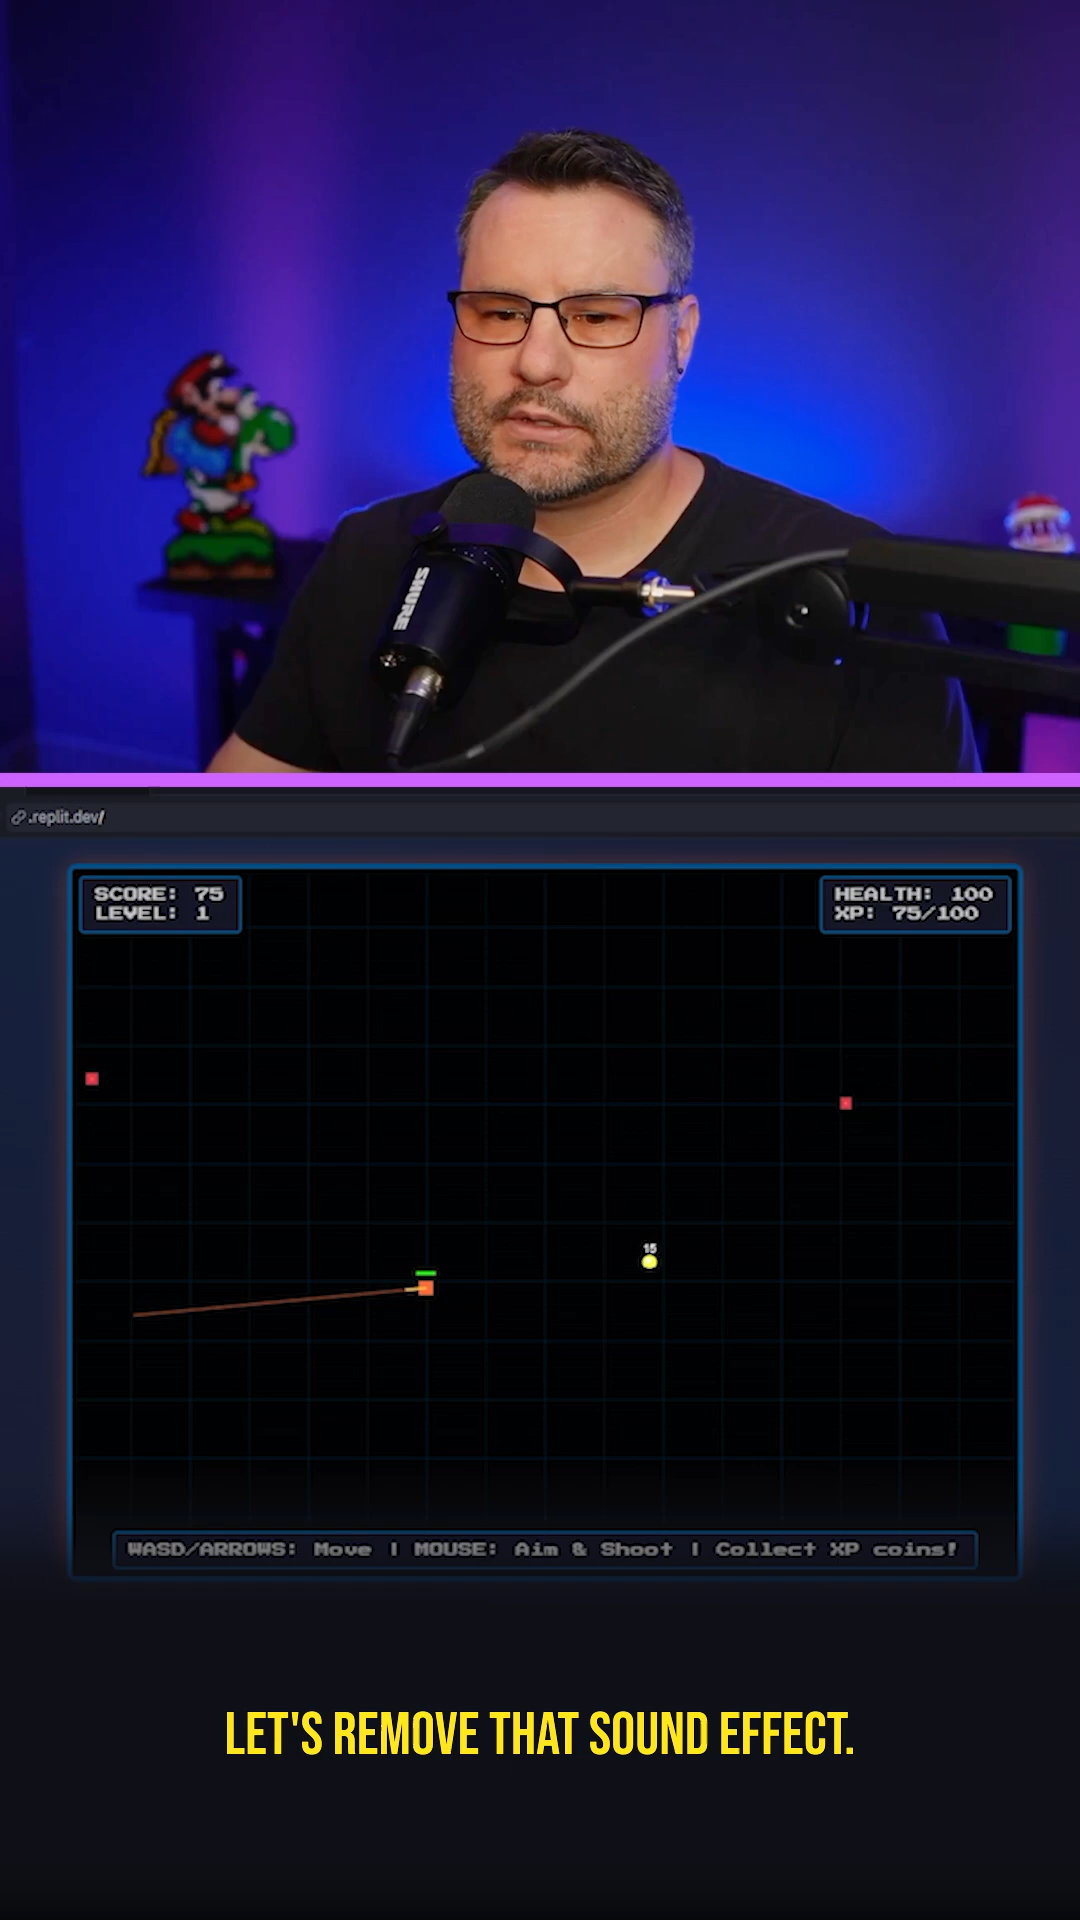 SHURE
.replit.dev/
SCORE: 75
LEVEL: 1
HEALTH: 100
XP: 75/100
15
WASD/ARROWS: Move | MOUSE: Aim & Shoot | Collect XP coins!
LET'S REMOVE THAT SOUND EFFECT.